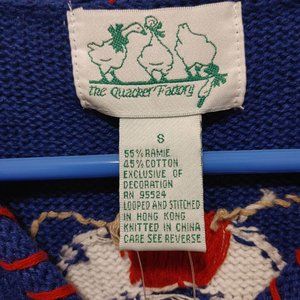 the Quacker Factory
S
55% RAMIE
45% COTTON
EXCLUSIVE OF
DECORATION
RN 95524
LOOPED AND STITCHED
IN HONG KONG
KNITTED IN CHINA
CARE SEE REVERSE